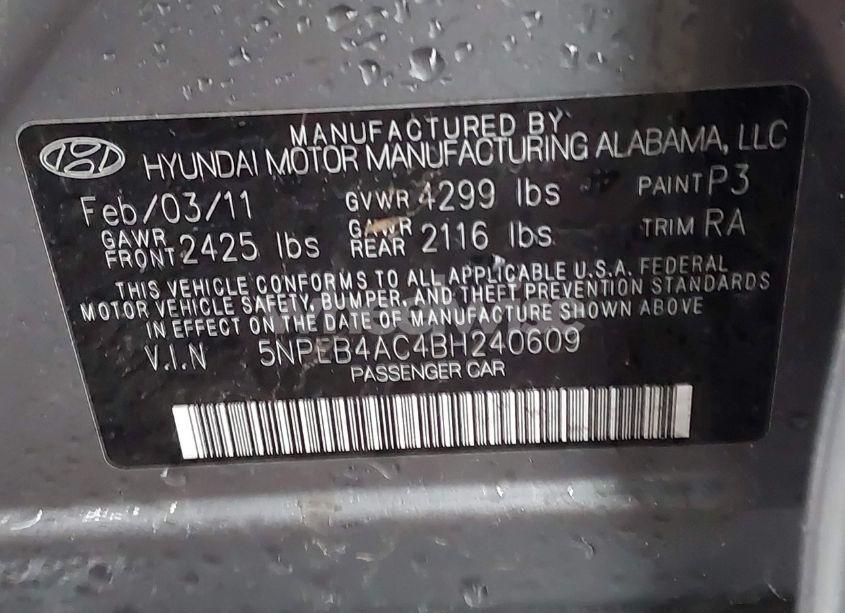 MANUFACTURED BY
HYUNDAI MOTOR MANUFACTURING ALABAMA, LLC
Feb/03/11 GVWR 4299 lbs PAINT P3
GAWR FRONT 2425 lbs GAWR REAR 2116 lbs TRIM RA
THIS VEHICLE CONFORMS TO ALL APPLICABLE U.S.A. FEDERAL
MOTOR VEHICLE SAFETY, BUMPER, AND THEFT PREVENTION STANDARDS
IN EFFECT ON THE DATE OF MANUFACTURE SHOWN ABOVE
V.I.N 5NPEB4AC4BH240609
PASSENGER CAR